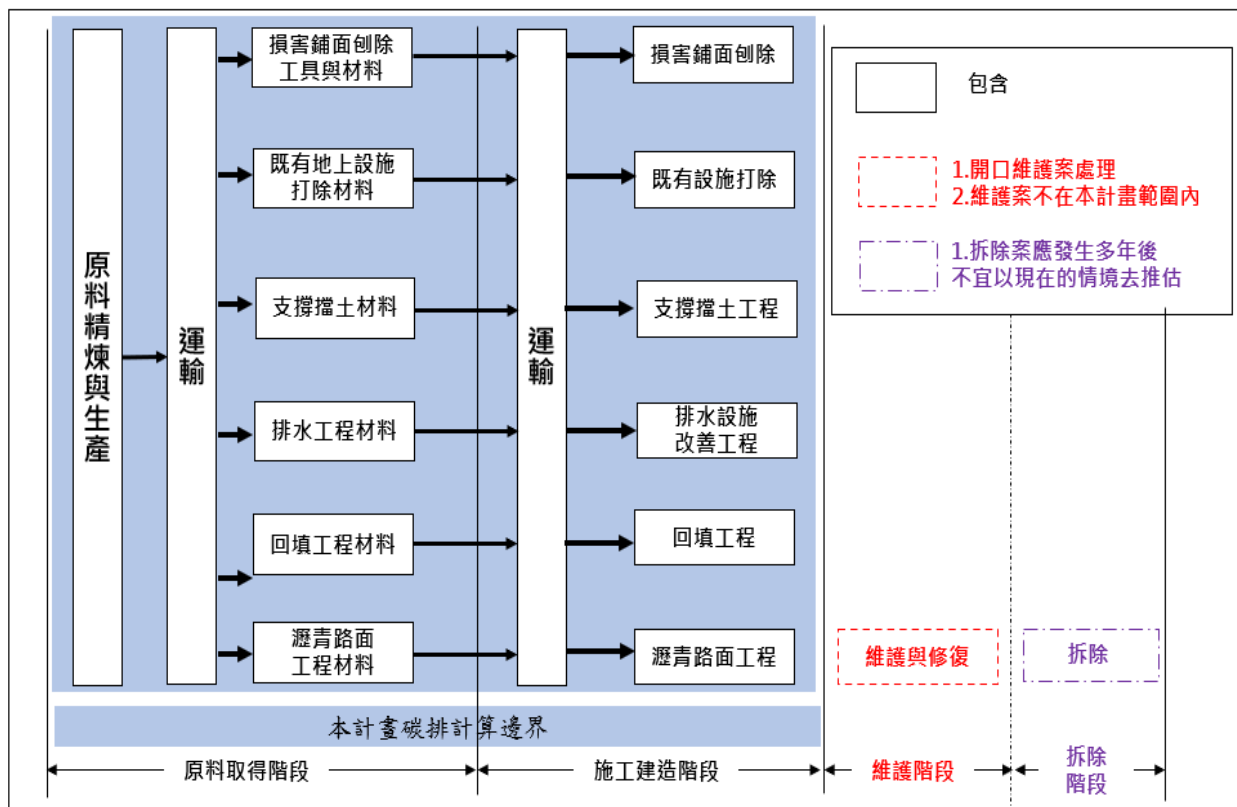 原料精煉與生產
運輸
損害鋪面刨除
工具與材料
既有地上設施
打除材料
支撐擋土材料
排水工程材料
回填工程材料
瀝青路面
工程材料
運輸
損害鋪面刨除
既有設施打除
支撐擋土工程
排水設施
改善工程
回填工程
瀝青路面工程
包含
1.開口維護案處理
2.維護案不在本計畫範圍內
1.拆除案應發生多年後
不宜以現在的情境去推估
維護與修復
拆除
本計畫碳排計算邊界
原料取得階段
施工建造階段
維護階段
拆除
階段